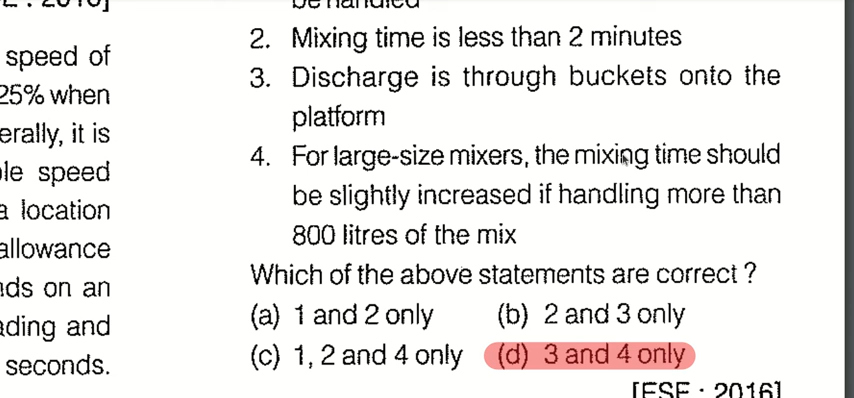 speed of
25% when
erally, it is
speed
a location
allowance
on an
and
seconds.
be handled
2. Mixing time is less than 2 minutes
3. Discharge is through buckets onto the
platform
4. For large-size mixers, the mixing time should
be slightly increased if handling more than
800 litres of the mix
Which of the above statements are correct ?
(a) 1 and 2 only (b) 2 and 3 only
(c) 1, 2 and 4 only (d) 3 and 4 only
[ESE : 2016]